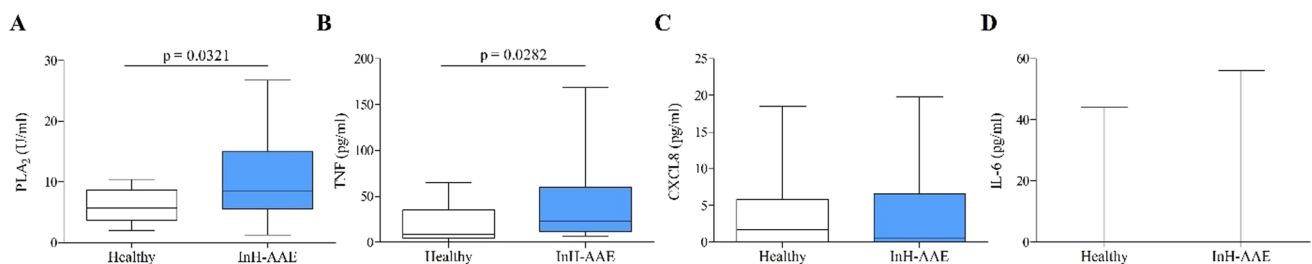 A
B
C
D
p = 0.0321
p = 0.0282
30
20
10
0
PLA₂ (U/ml)
Healthy
InH-AAE
200
150
100
50
0
TNF (pg/ml)
Healthy
InH-AAE
25
20
15
10
5
0
CXCL8 (pg/ml)
Healthy
InH-AAE
60
40
20
0
IL-6 (pg/ml)
Healthy
InH-AAE